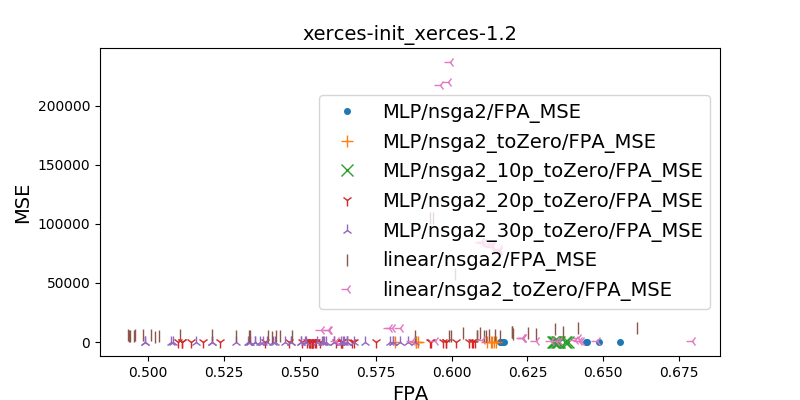 xerces-init_xerces-1.2
MSE
200000
150000
100000
50000
0
MLP/nsga2/FPA_MSE
MLP/nsga2_toZero/FPA_MSE
MLP/nsga2_10p_toZero/FPA_MSE
MLP/nsga2_20p_toZero/FPA_MSE
MLP/nsga2_30p_toZero/FPA_MSE
linear/nsga2/FPA_MSE
linear/nsga2_toZero/FPA_MSE
0.500 0.525 0.550 0.575 0.600 0.625 0.650 0.675
FPA